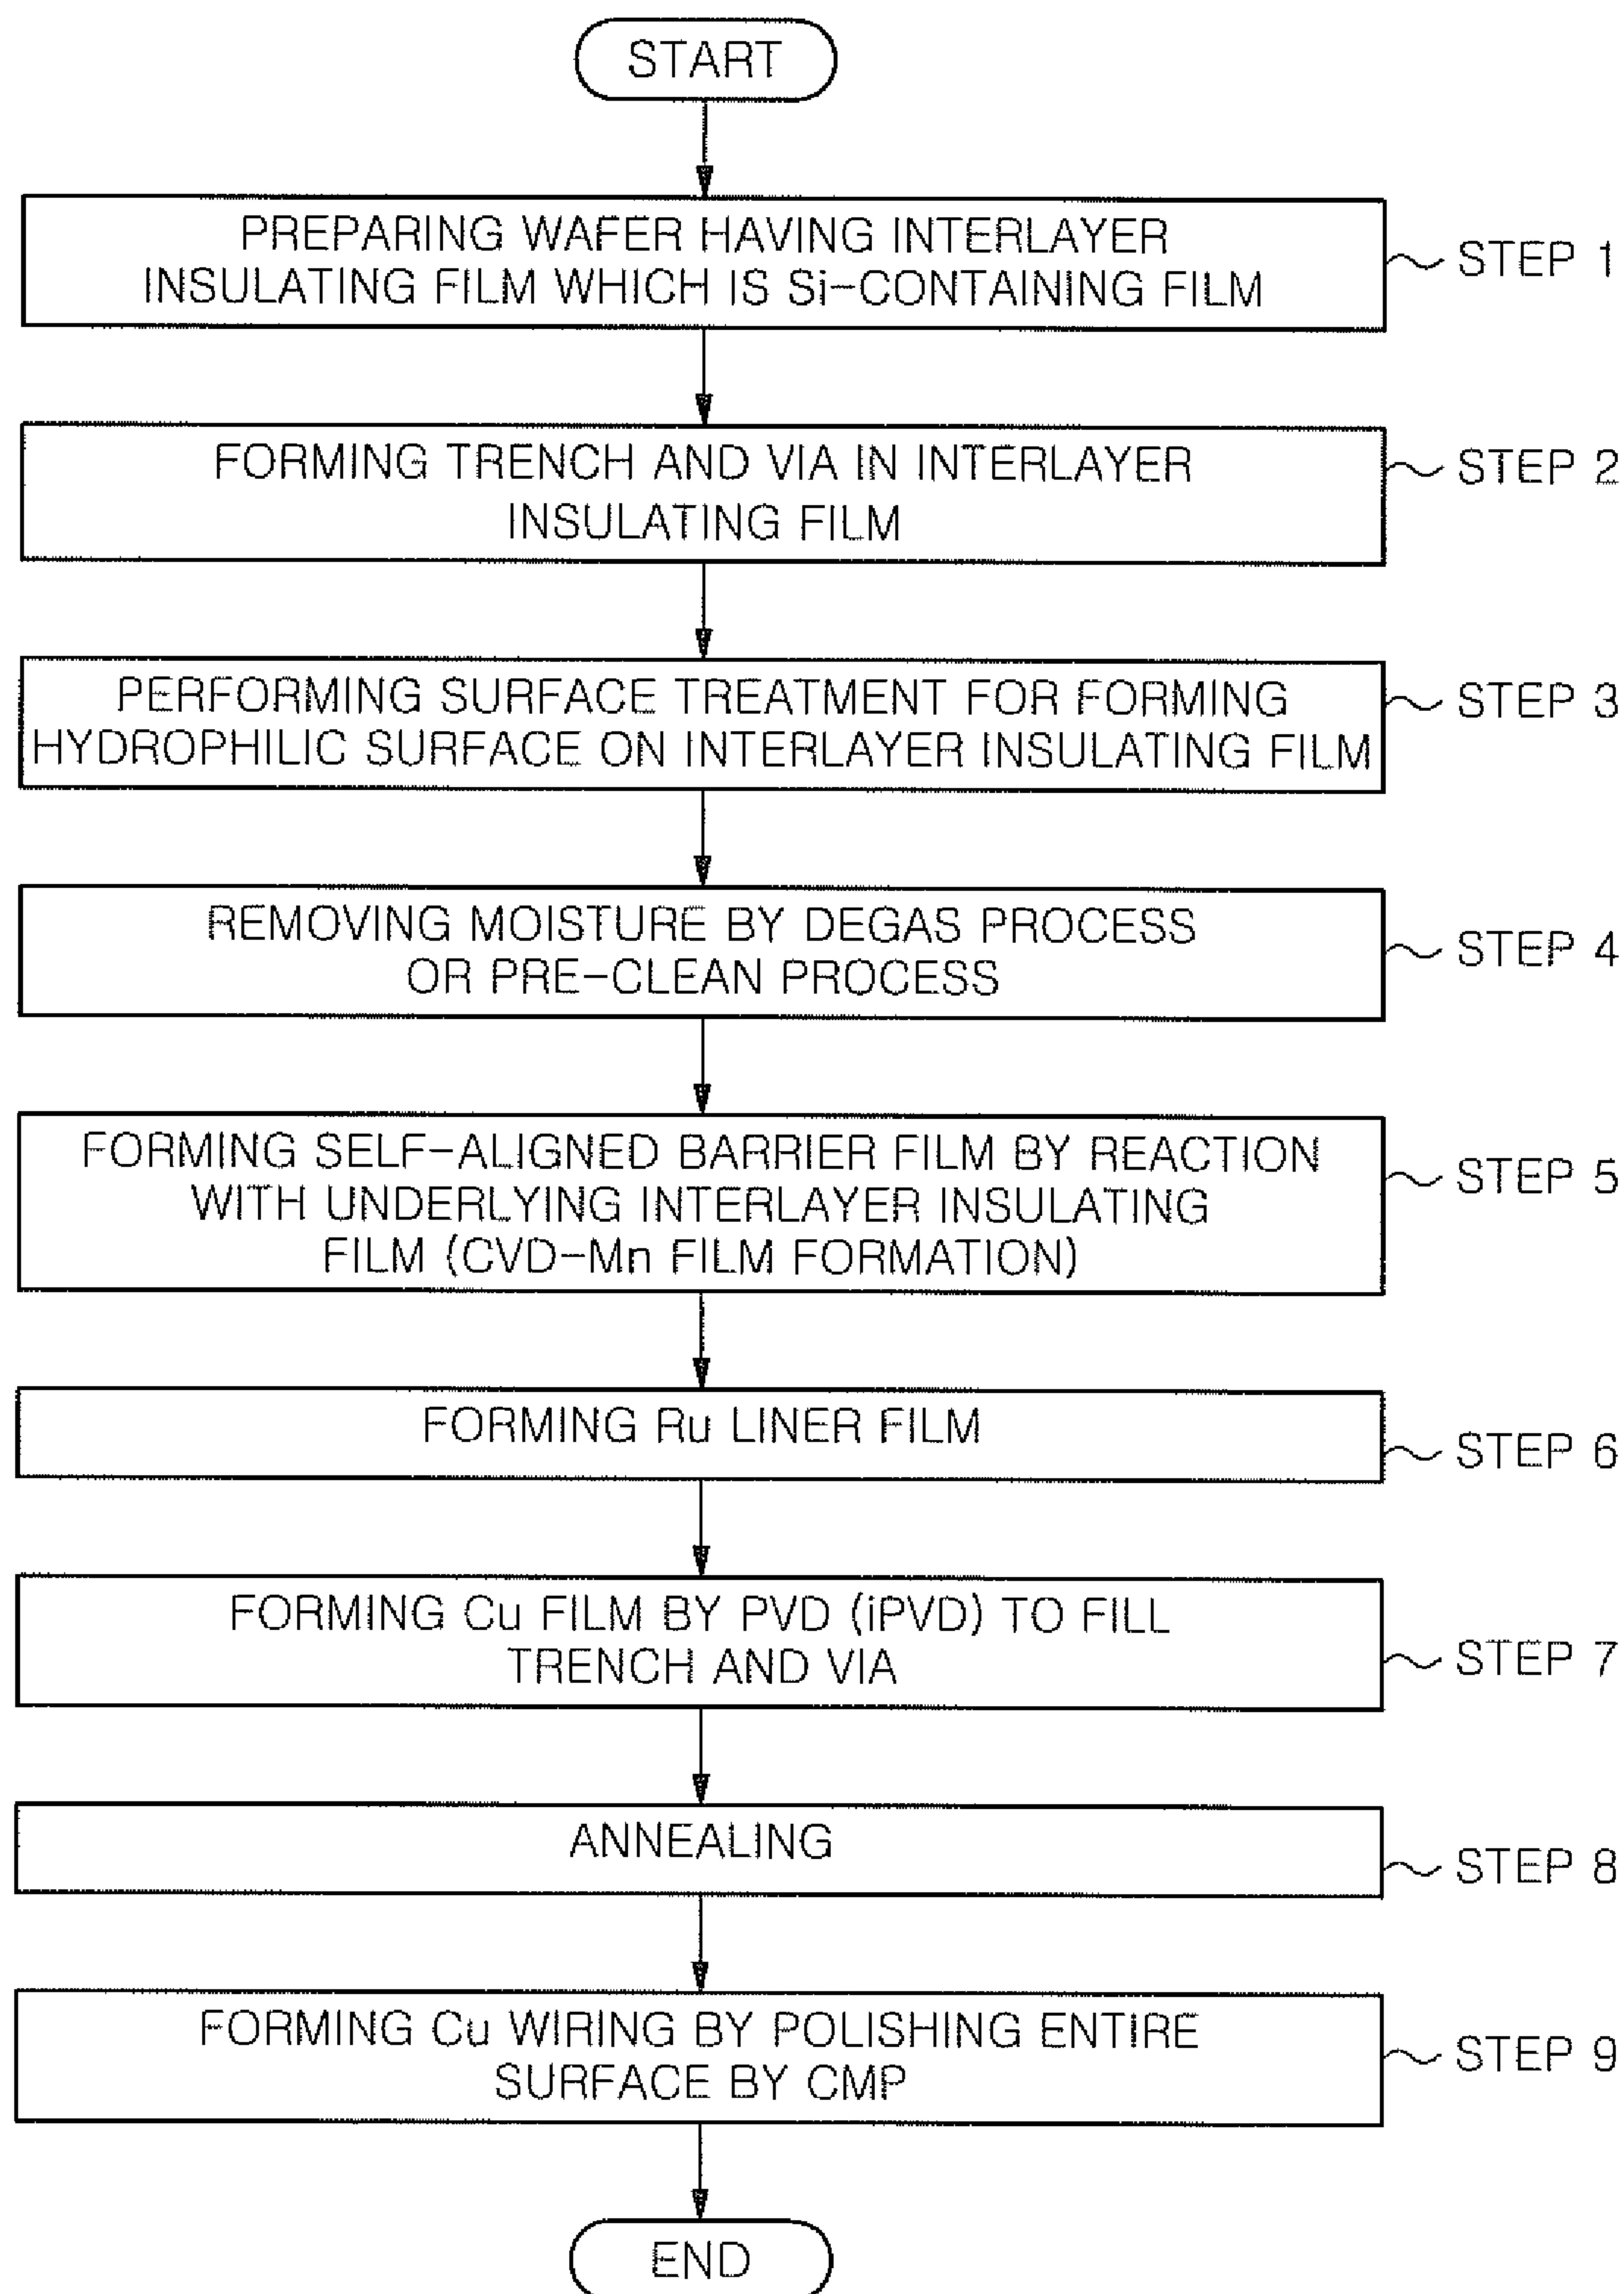 START
PREPARING WAFER HAVING INTERLAYER
INSULATING FILM WHICH IS Si-CONTAINING FILM
STEP 1
FORMING TRENCH AND VIA IN INTERLAYER
INSULATING FILM
STEP 2
PERFORMING SURFACE TREATMENT FOR FORMING
HYDROPHILIC SURFACE ON INTERLAYER INSULATING FILM
STEP 3
REMOVING MOISTURE BY DEGAS PROCESS
OR PRE-CLEAN PROCESS
STEP 4
FORMING SELF-ALIGNED BARRIER FILM BY REACTION
WITH UNDERLYING INTERLAYER INSULATING
FILM (CVD-Mn FILM FORMATION)
STEP 5
FORMING Ru LINER FILM
STEP 6
FORMING Cu FILM BY PVD (iPVD) TO FILL
TRENCH AND VIA
STEP 7
ANNEALING
STEP 8
FORMING Cu WIRING BY POLISHING ENTIRE
SURFACE BY CMP
STEP 9
END